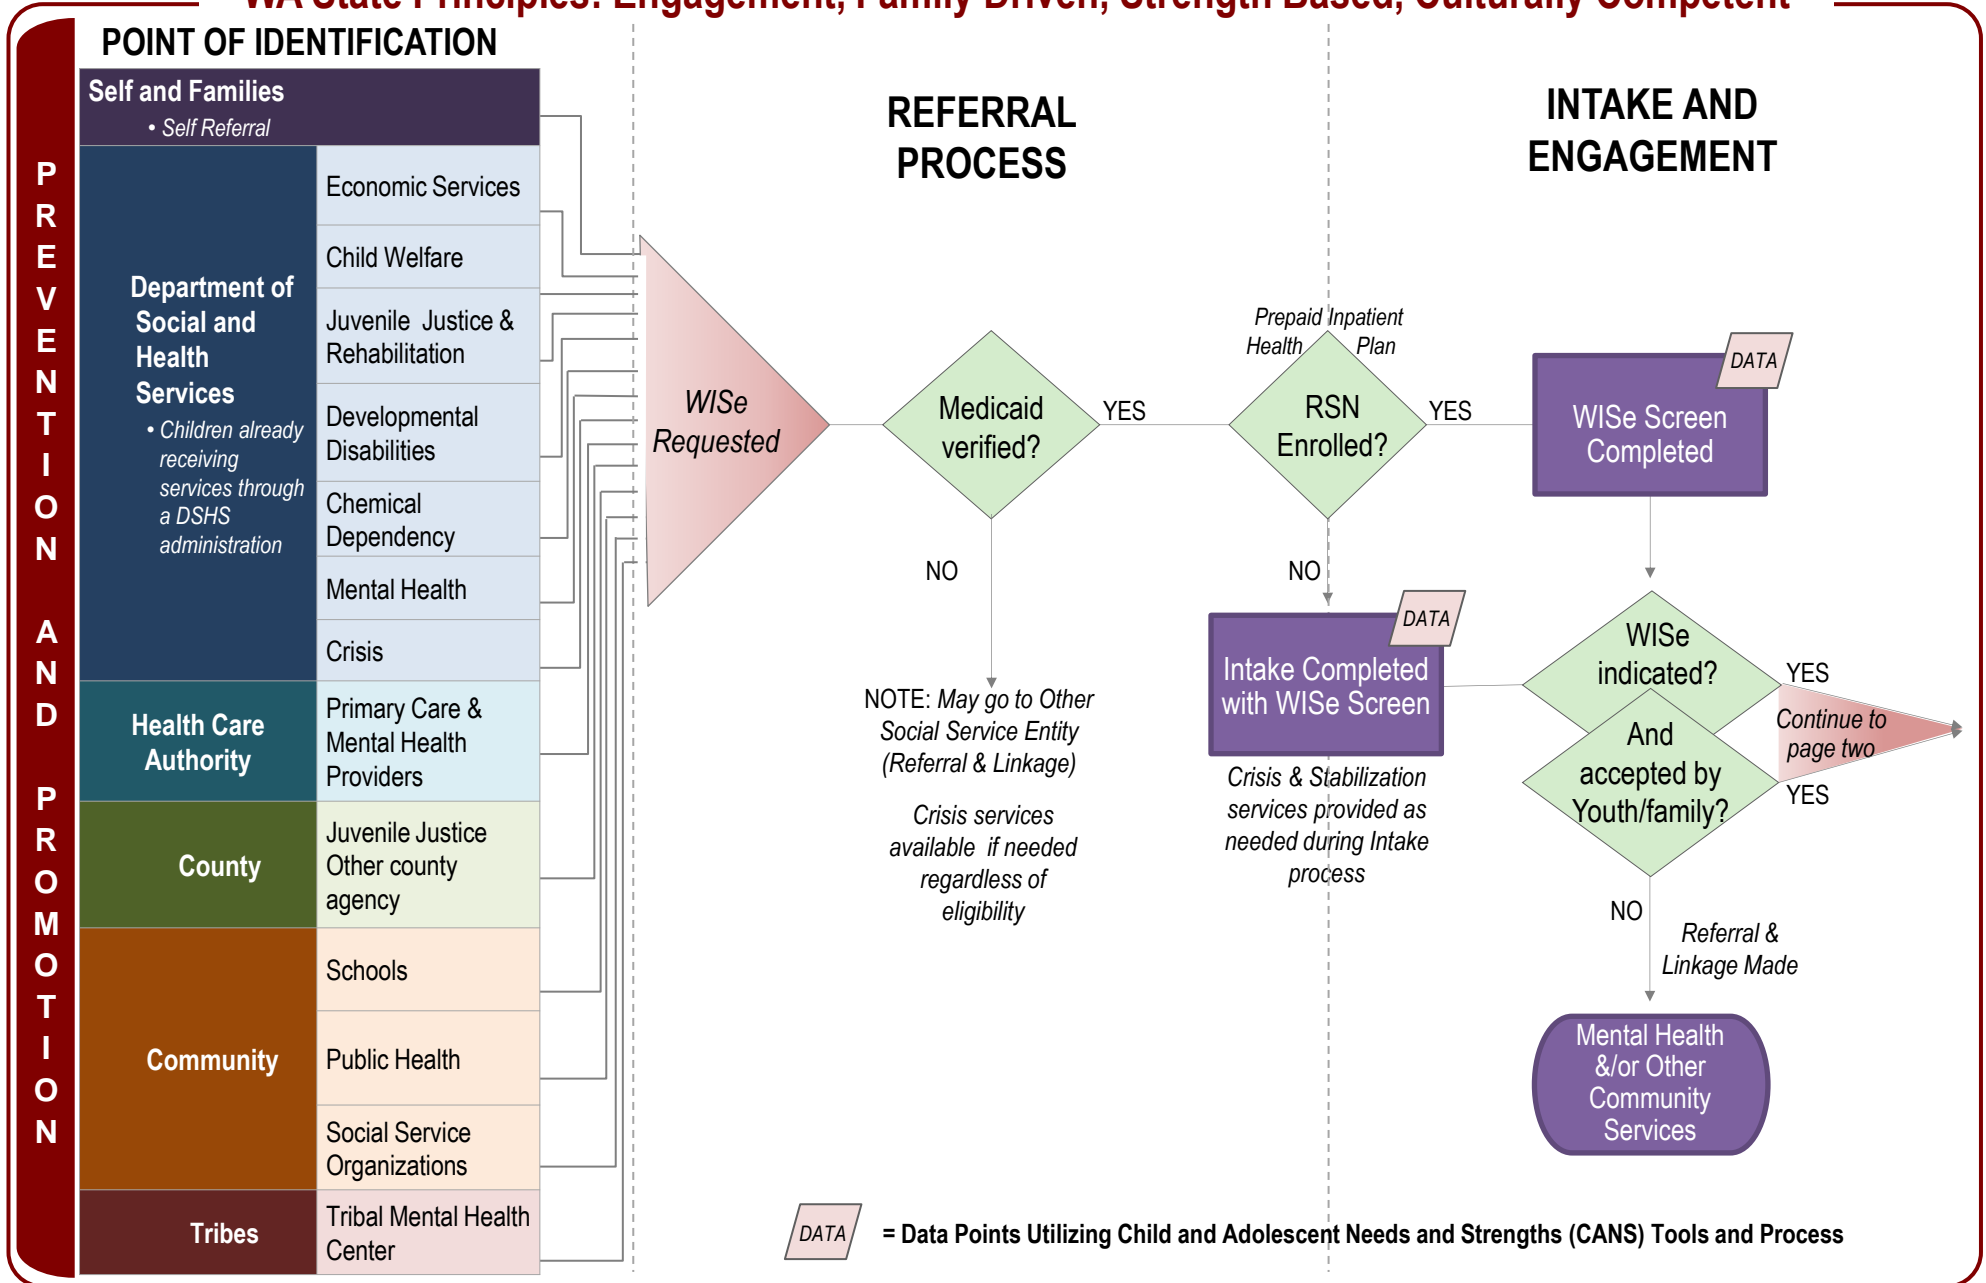 WA State Principles: Engagement, Family Driven, Strength Based, Culturally Competent
PREVENTION AND PROMOTION
POINT OF IDENTIFICATION
Self and Families
• Self Referral
Department of
Social and
Health
Services
• Children already
receiving
services through
a DSHS
administration
Economic Services
Child Welfare
Juvenile Justice &
Rehabilitation
Developmental
Disabilities
Chemical
Dependency
Mental Health
Crisis
Health Care
Authority
Primary Care &
Mental Health
Providers
County
Juvenile Justice
Other county
agency
Community
Schools
Public Health
Social Service
Organizations
Tribes
Tribal Mental Health
Center
REFERRAL
PROCESS
WISe
Requested
Medicaid
verified?
YES
NO
NOTE: May go to Other
Social Service Entity
(Referral & Linkage)
Crisis services
available if needed
regardless of
eligibility
Prepaid Inpatient
Health Plan
RSN
Enrolled?
YES
NO
DATA
Intake Completed
with WISe Screen
Crisis & Stabilization
services provided as
needed during Intake
process
INTAKE AND
ENGAGEMENT
DATA
WISe Screen
Completed
WISe
indicated?
YES
And
accepted by
Youth/family?
YES
Continue to
page two
NO
Referral &
Linkage Made
Mental Health
&/or Other
Community
Services
DATA
= Data Points Utilizing Child and Adolescent Needs and Strengths (CANS) Tools and Process